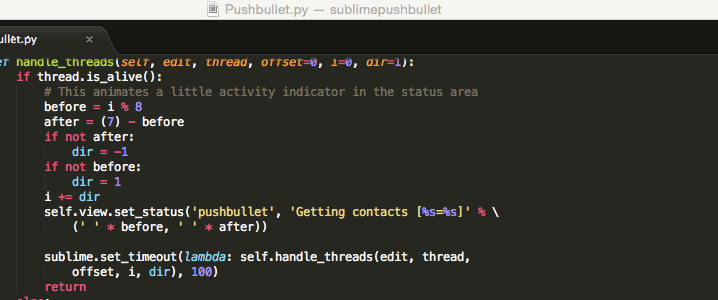 Pushbullet.py — sublimepushbullet
ullet.py ×
ef handle_threads(self, edit, thread, offset=0, i=0, dir=1):
if thread.is_alive():
# This animates a little activity indicator in the status area
before = i % 8
after = (7) - before
if not after:
dir = -1
if not before:
dir = 1
i += dir
self.view.set_status('pushbullet', 'Getting contacts [%s=%s]' % \
(' ' * before, ' ' * after))
sublime.set_timeout(lambda: self.handle_threads(edit, thread,
offset, i, dir), 100)
return
else: